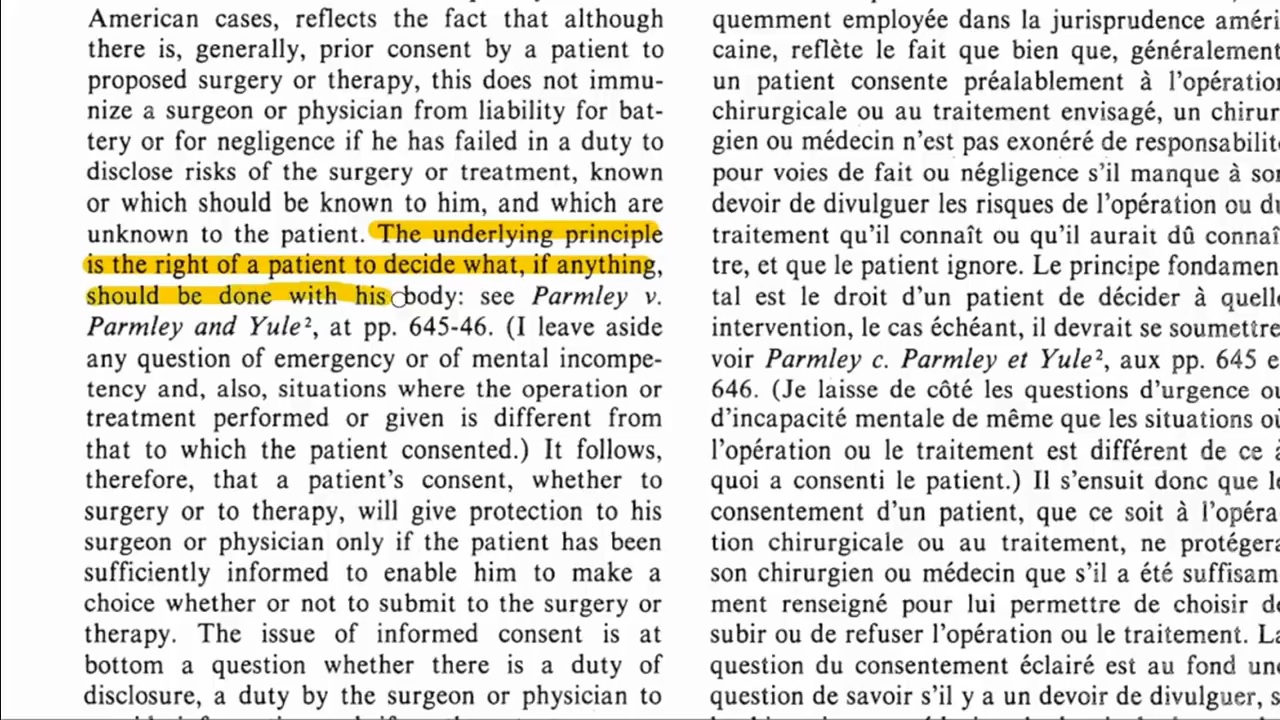 American cases, reflects the fact that although
there is, generally, prior consent by a patient to
proposed surgery or therapy, this does not immu-
nize a surgeon or physician from liability for bat-
tery or for negligence if he has failed in a duty to
disclose risks of the surgery or treatment, known
or which should be known to him, and which are
unknown to the patient. The underlying principle
is the right of a patient to decide what, if anything,
should be done with his body: see Parmley v.
Parmley and Yule², at pp. 645-46. (I leave aside
any question of emergency or of mental incompe-
tency and, also, situations where the operation or
treatment performed or given is different from
that to which the patient consented.) It follows,
therefore, that a patient's consent, whether to
surgery or to therapy, will give protection to his
surgeon or physician only if the patient has been
sufficiently informed to enable him to make a
choice whether or not to submit to the surgery or
therapy. The issue of informed consent is at
bottom a question whether there is a duty of
disclosure, a duty by the surgeon or physician to
quemment employée dans la jurisprudence améri
caine, reflète le fait que bien que, généralement
un patient consente préalablement à l'opération
chirurgicale ou au traitement envisagé, un chirur
gien ou médecin n'est pas exonéré de responsabilité
pour voies de fait ou négligence s'il manque à son
devoir de divulguer les risques de l'opération ou du
traitement qu'il connaît ou qu'il aurait dû connaî
tre, et que le patient ignore. Le principe fondamen
tal est le droit d'un patient de décider à quelle
intervention, le cas échéant, il devrait se soumettre
voir Parmley c. Parmley et Yule², aux pp. 645 e
646. (Je laisse de côté les questions d'urgence ou
d'incapacité mentale de même que les situations où
l'opération ou le traitement est différent de ce à
quoi a consenti le patient.) Il s'ensuit donc que le
consentement d'un patient, que ce soit à l'opéra
tion chirurgicale ou au traitement, ne protégera
son chirurgien ou médecin que s'il a été suffisam
ment renseigné pour lui permettre de choisir de
subir ou de refuser l'opération ou le traitement. La
question du consentement éclairé est au fond une
question de savoir s'il y a un devoir de divulguer, s